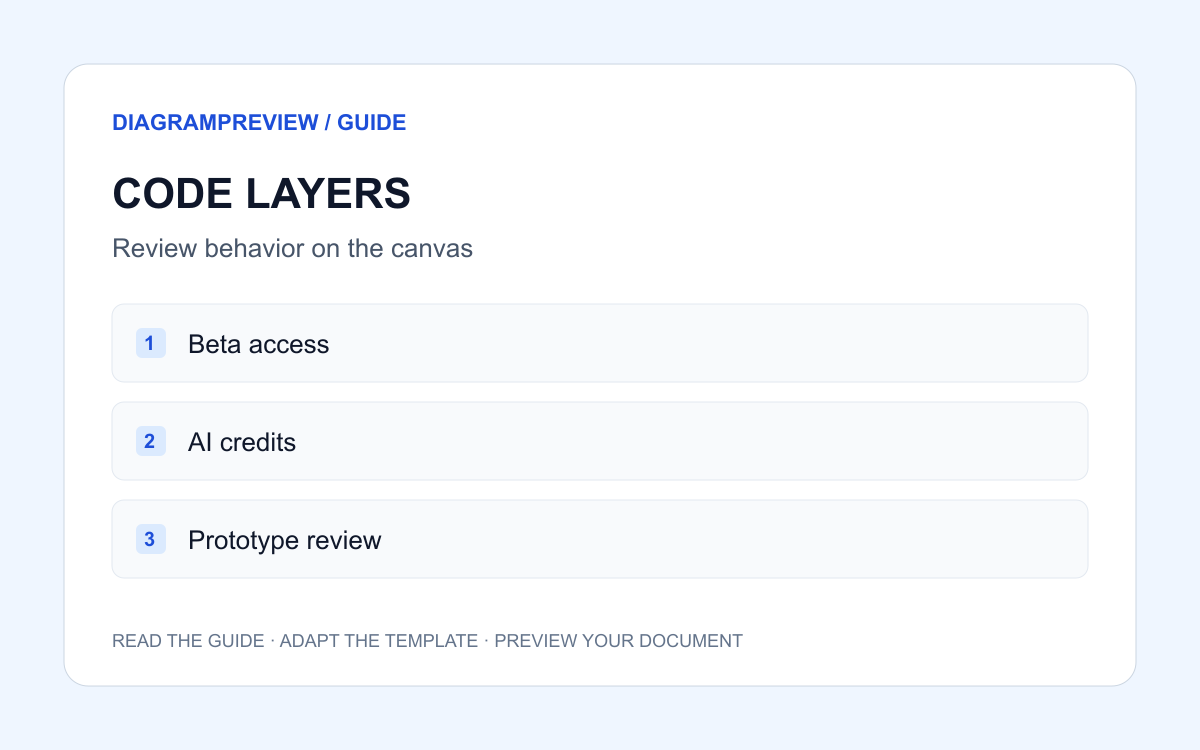 DIAGRAMPREVIEW / GUIDE
CODE LAYERS
Review behavior on the canvas
1 Beta access
2 AI credits
3 Prototype review
READ THE GUIDE · ADAPT THE TEMPLATE · PREVIEW YOUR DOCUMENT